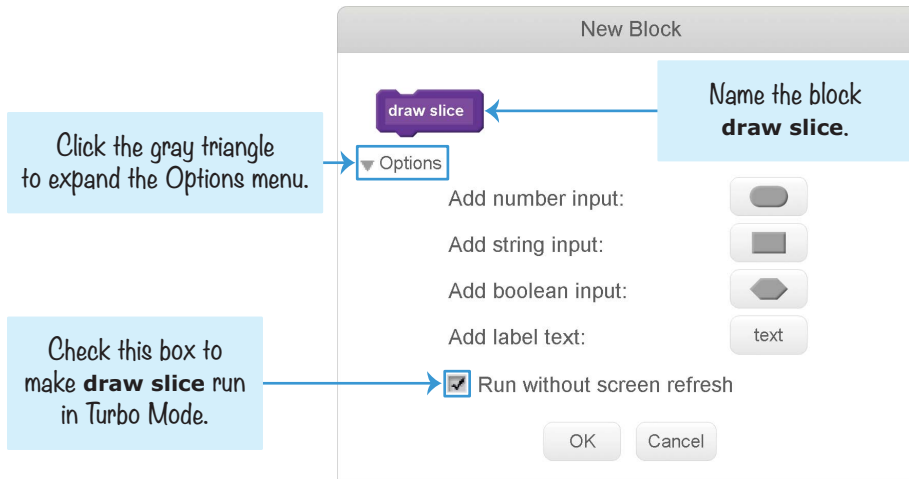 New Block
draw slice
Name the block
draw slice.
Click the gray triangle
to expand the Options menu.
Options
Add number input:
Add string input:
Add boolean input:
Add label text:
text
Check this box to
make draw slice run
in Turbo Mode.
Run without screen refresh
OK
Cancel